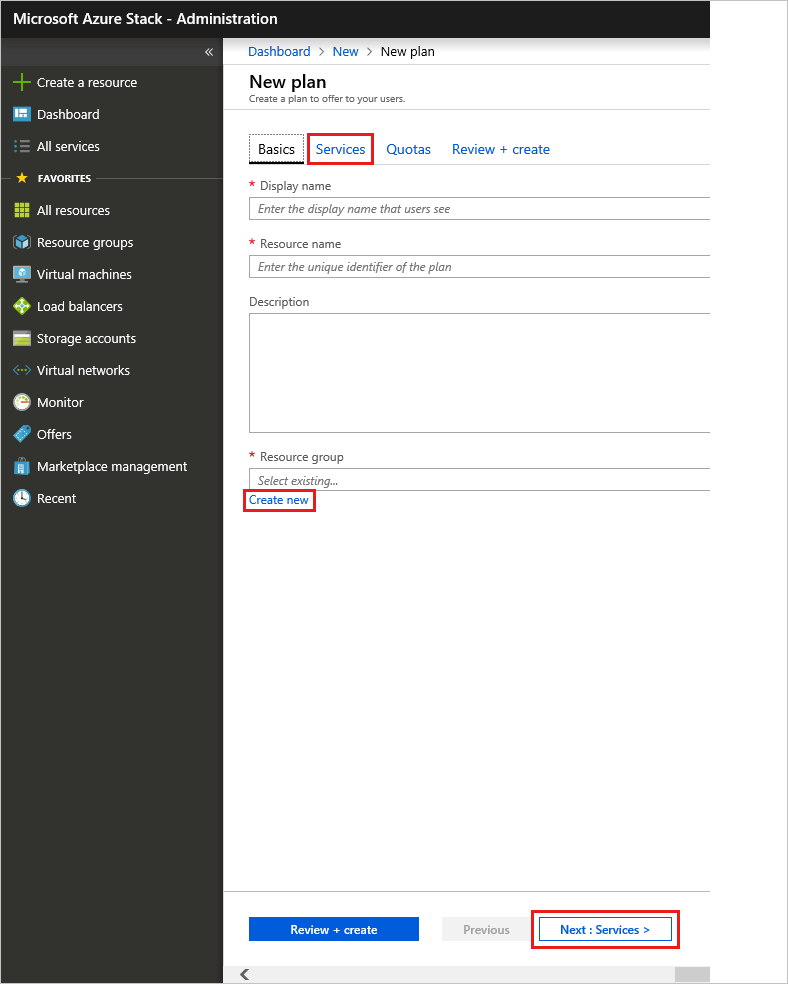 Microsoft Azure Stack - Administration
«
Create a resource
Dashboard
All services
FAVORITES
All resources
Resource groups
Virtual machines
Load balancers
Storage accounts
Virtual networks
Monitor
Offers
Marketplace management
Recent
Dashboard > New > New plan
New plan
Create a plan to offer to your users.
Basics Services Quotas Review + create
* Display name
Enter the display name that users see
* Resource name
Enter the unique identifier of the plan
Description
* Resource group
Select existing...
Create new
Review + create Previous Next : Services >